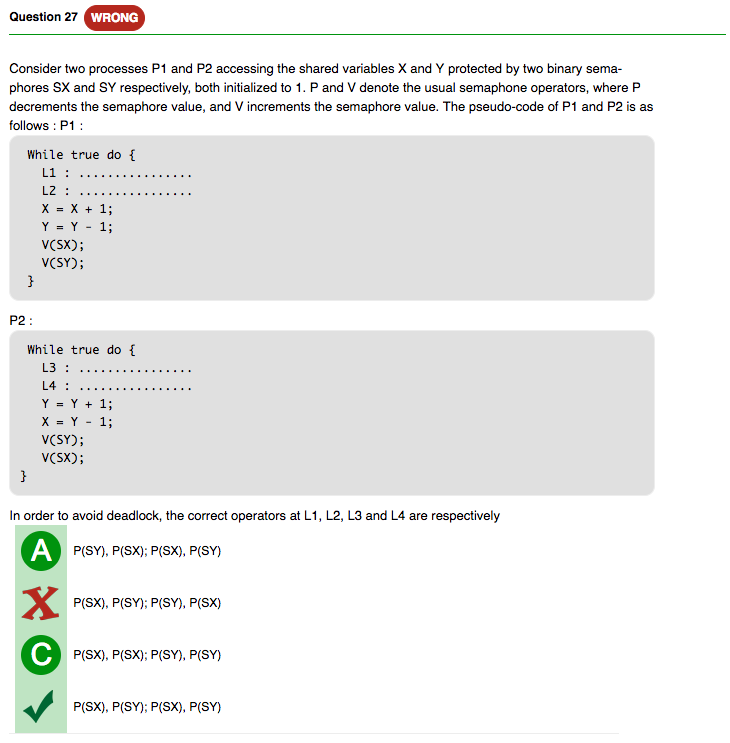 Question 27 WRONG
Consider two processes P1 and P2 accessing the shared variables X and Y protected by two binary sema-
phores SX and SY respectively, both initialized to 1. P and V denote the usual semaphone operators, where P
decrements the semaphore value, and V increments the semaphore value. The pseudo-code of P1 and P2 is as
follows : P1 :
While true do {
L1 : ................
L2 : ................
X = X + 1;
Y = Y - 1;
V(SX);
V(SY);
}
P2 :
While true do {
L3 : ................
L4 : ................
Y = Y + 1;
X = Y - 1;
V(SY);
V(SX);
}
In order to avoid deadlock, the correct operators at L1, L2, L3 and L4 are respectively
A P(SY), P(SX); P(SX), P(SY)
X P(SX), P(SY); P(SY), P(SX)
C P(SX), P(SX); P(SY), P(SY)
P(SX), P(SY); P(SX), P(SY)